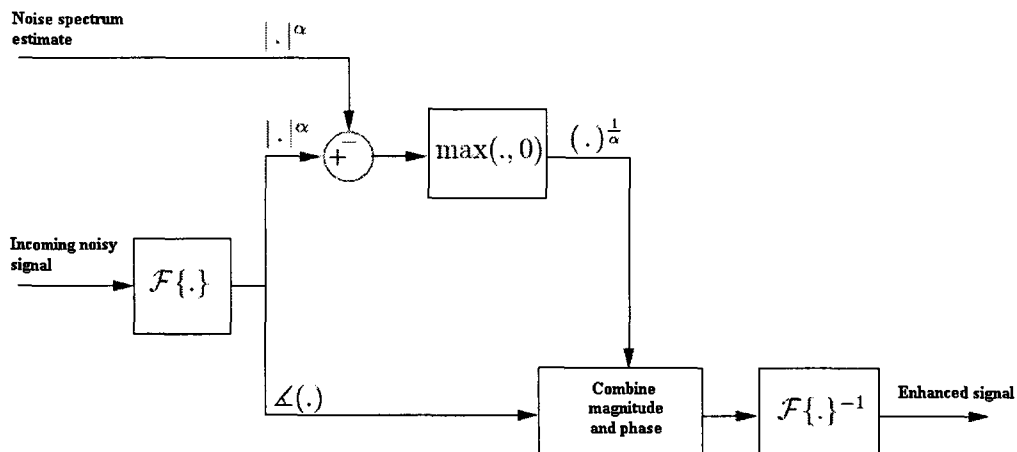 Noise spectrum
estimate
|.|^α
|.|^α
+
−
max(., 0)
(.)^{1/α}
Incoming noisy
signal
ℱ{.}
∡(.)
Combine
magnitude
and phase
ℱ{.}^{−1}
Enhanced signal